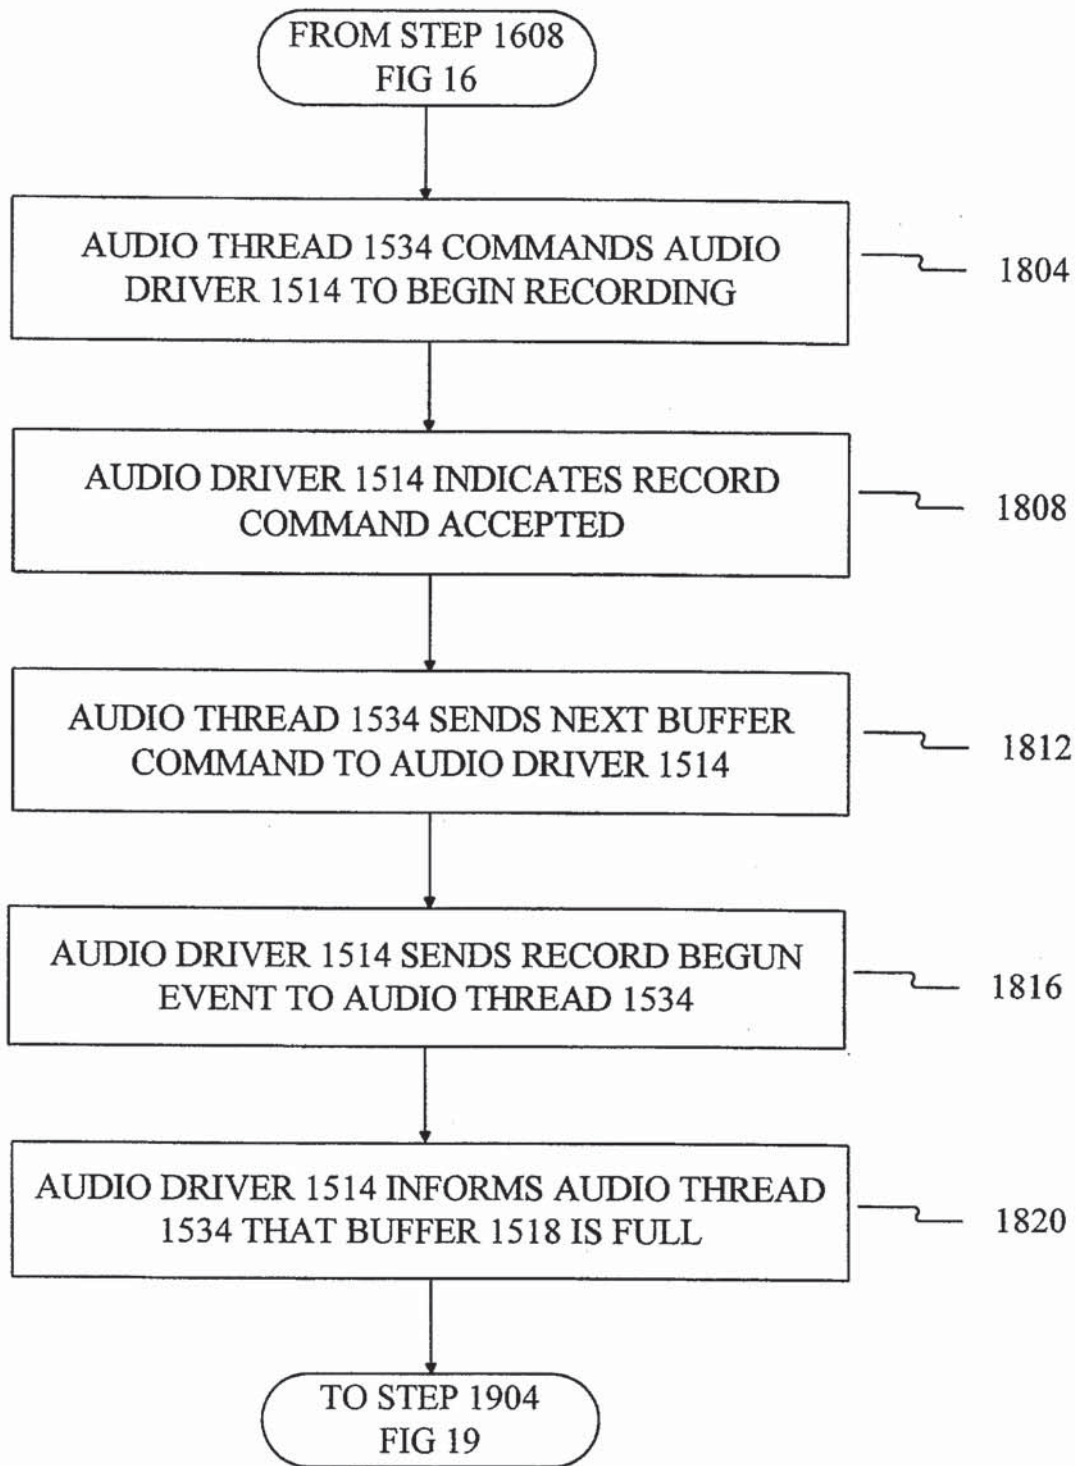 FROM STEP 1608
FIG 16
AUDIO THREAD 1534 COMMANDS AUDIO
DRIVER 1514 TO BEGIN RECORDING
1804
AUDIO DRIVER 1514 INDICATES RECORD
COMMAND ACCEPTED
1808
AUDIO THREAD 1534 SENDS NEXT BUFFER
COMMAND TO AUDIO DRIVER 1514
1812
AUDIO DRIVER 1514 SENDS RECORD BEGUN
EVENT TO AUDIO THREAD 1534
1816
AUDIO DRIVER 1514 INFORMS AUDIO THREAD
1534 THAT BUFFER 1518 IS FULL
1820
TO STEP 1904
FIG 19